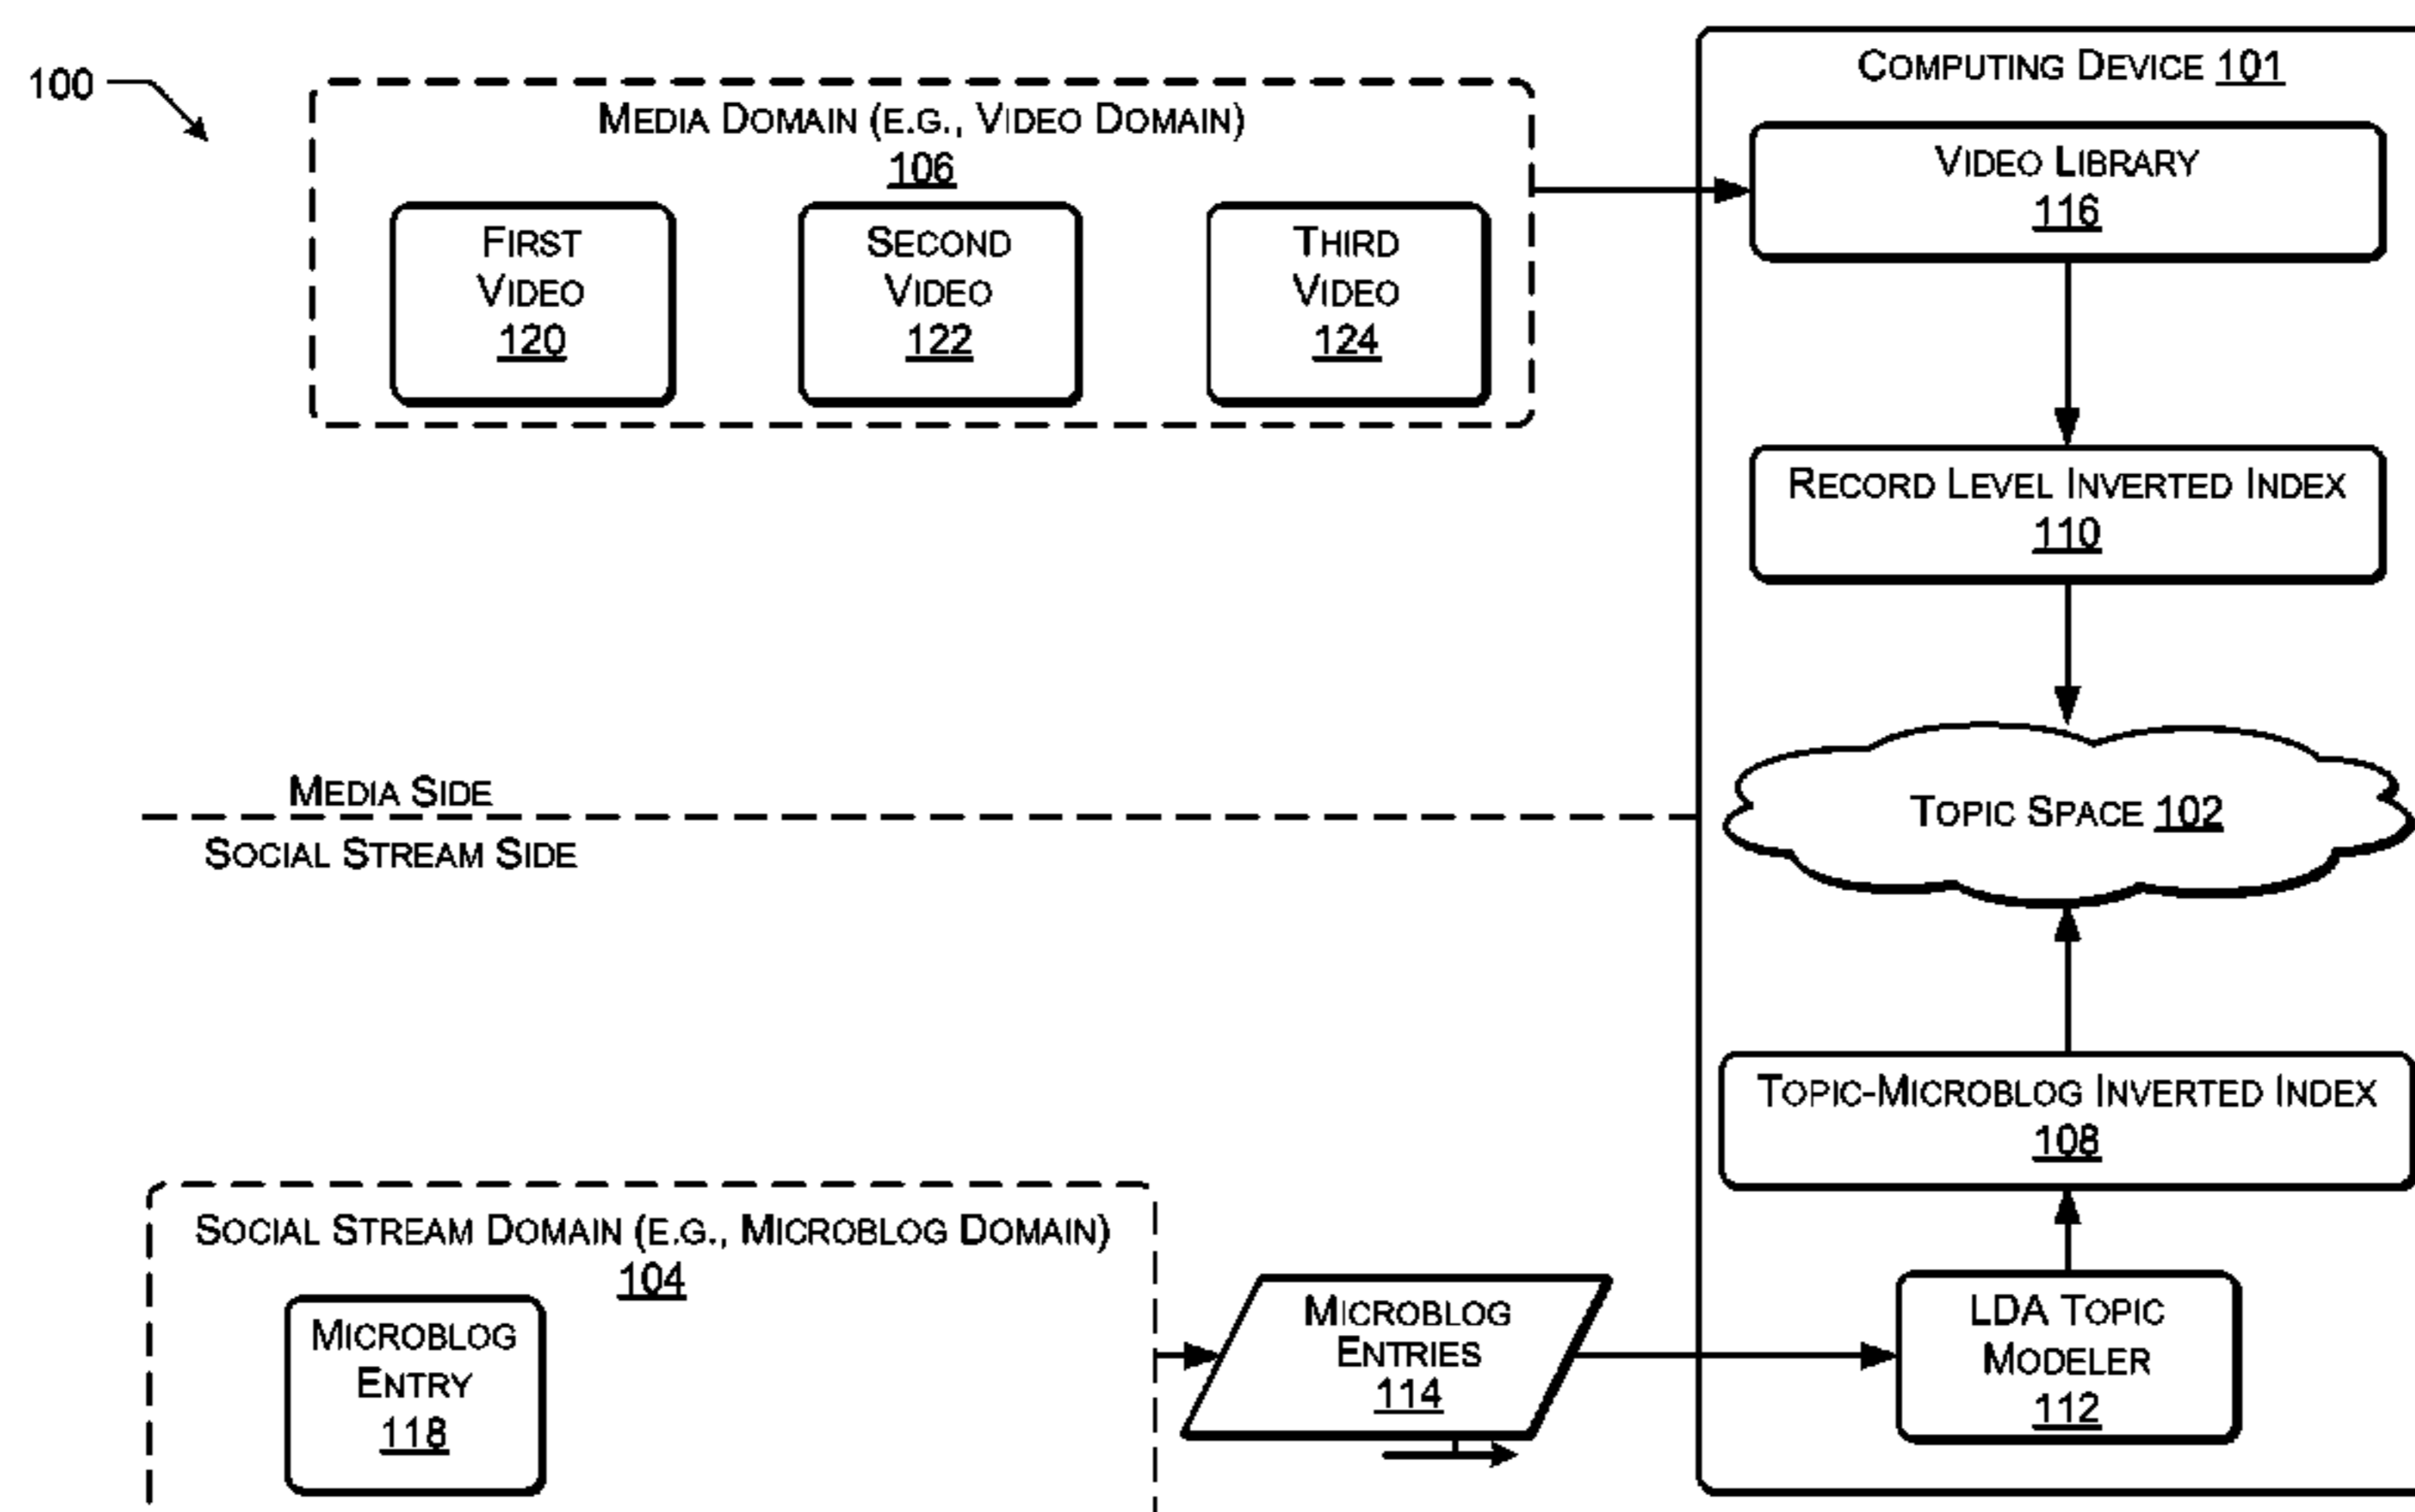 100
MEDIA DOMAIN (E.G., VIDEO DOMAIN)
106
FIRST
VIDEO
120
SECOND
VIDEO
122
THIRD
VIDEO
124
COMPUTING DEVICE 101
VIDEO LIBRARY
116
RECORD LEVEL INVERTED INDEX
110
MEDIA SIDE
SOCIAL STREAM SIDE
TOPIC SPACE 102
TOPIC-MICROBLOG INVERTED INDEX
108
SOCIAL STREAM DOMAIN (E.G., MICROBLOG DOMAIN)
104
MICROBLOG
ENTRY
118
MICROBLOG
ENTRIES
114
LDA TOPIC
MODELER
112